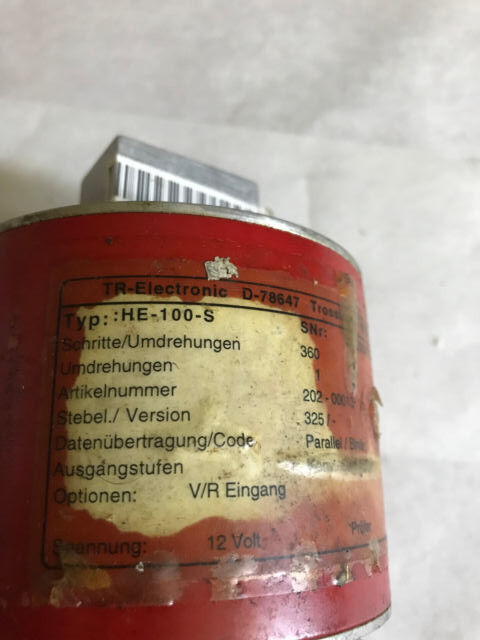 TR-Electronic D-78647
Typ: :HE-100-S SNr:
Schritte/Umdrehungen 360
Umdrehungen 1
Artikelnummer
Stebel./ Version 325/-
Datenübertragung/Code Parallel /
Ausgangstufen
Optionen: V/R Eingang
Prüfer
Spannung: 12 Volt